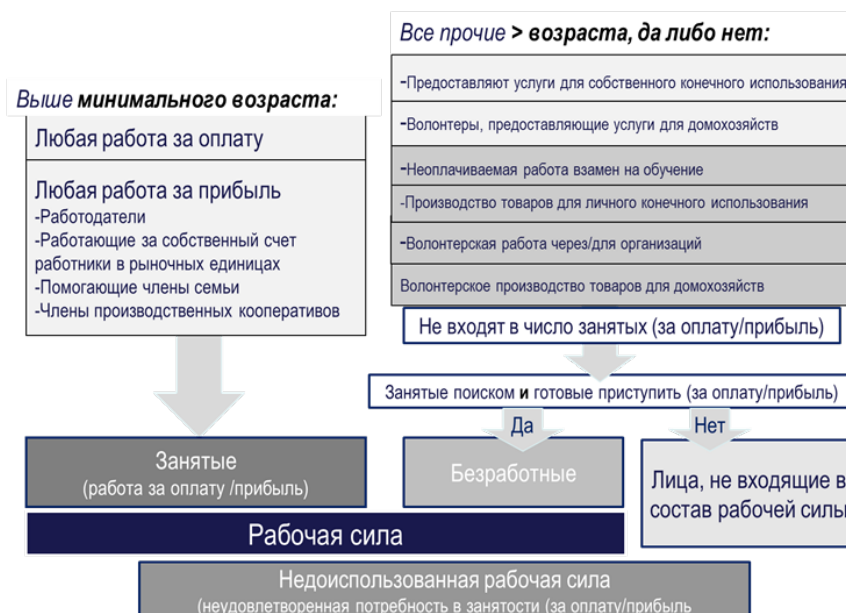 Выше минимального возраста:
Любая работа за оплату
Любая работа за прибыль
-Работодатели
-Работающие за собственный счет
работники в рыночных единицах
-Помогающие члены семьи
-Члены производственных кооперативов
Все прочие > возраста, да либо нет:
-Предоставляют услуги для собственного конечного использования
-Волонтеры, предоставляющие услуги для домохозяйств
-Неоплачиваемая работа взамен на обучение
-Производство товаров для личного конечного использования
-Волонтерская работа через/для организаций
Волонтерское производство товаров для домохозяйств
Не входят в число занятых (за оплату/прибыль)
Занятые поиском и готовые приступить (за оплату/прибыль)
Да
Нет
Занятые
(работа за оплату /прибыль)
Безработные
Лица, не входящие в
состав рабочей силы
Рабочая сила
Недоиспользованная рабочая сила
(неудовлетворенная потребность в занятости (за оплату/прибыль